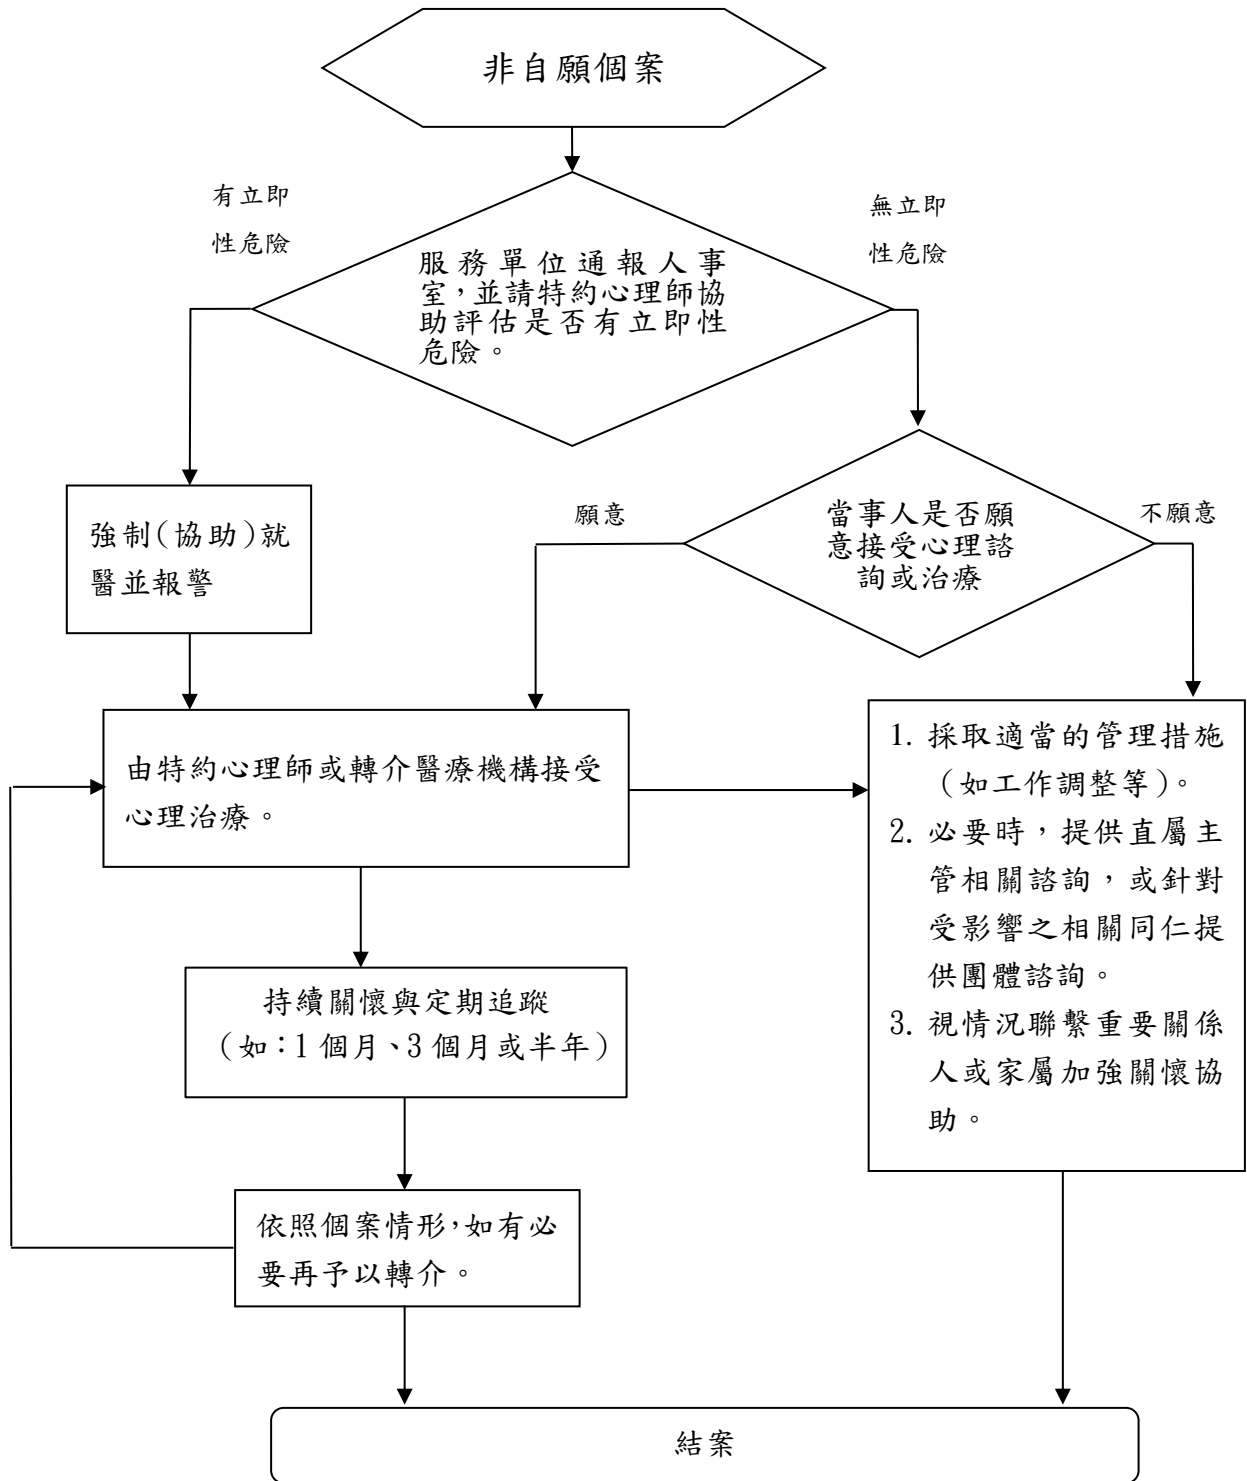 非自願個案
有立即
性危險
無立即
性危險
服務單位通報人事
室，並請特約心理師協
助評估是否有立即性
危險。
強制(協助)就
醫並報警
願意
當事人是否願
意接受心理諮
詢或治療
不願意
由特約心理師或轉介醫療機構接受
心理治療。
1. 採取適當的管理措施
（如工作調整等）。
2. 必要時，提供直屬主
管相關諮詢，或針對
受影響之相關同仁提
供團體諮詢。
3. 視情況聯繫重要關係
人或家屬加強關懷協
助。
持續關懷與定期追蹤
（如：1 個月、3 個月或半年）
依照個案情形，如有必
要再予以轉介。
結案